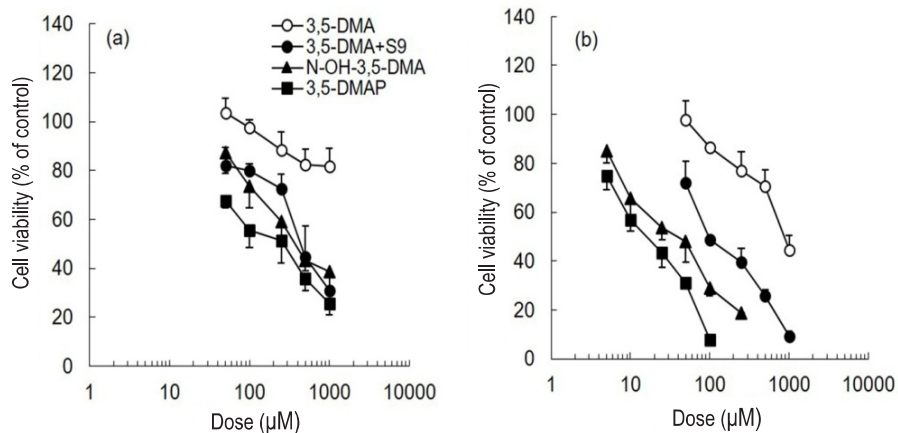 (a)
3,5-DMA
3,5-DMA+S9
N-OH-3,5-DMA
3,5-DMAP
Cell viability (% of control)
140
120
100
80
60
40
20
0
1 10 100 1000 10000
Dose (µM)
(b)
Cell viability (% of control)
140
120
100
80
60
40
20
0
1 10 100 1000 10000
Dose (µM)